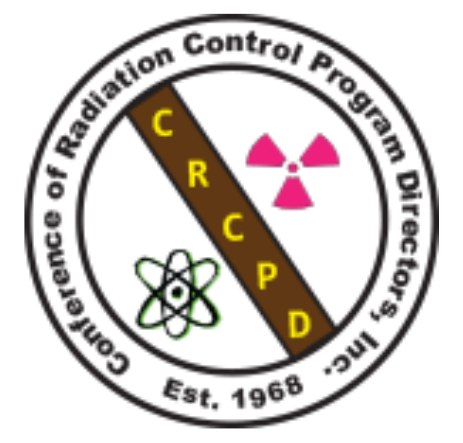 Conference of Radiation Control Program Directors, Inc.
CRCPD
Est. 1968